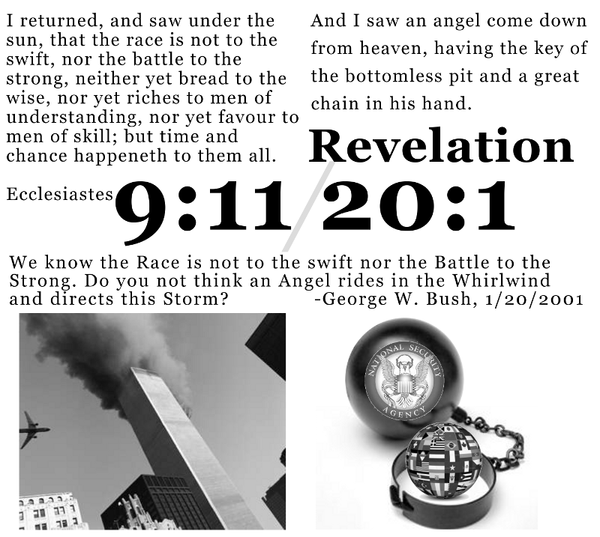 I returned, and saw under the
sun, that the race is not to the
swift, nor the battle to the
strong, neither yet bread to the
wise, nor yet riches to men of
understanding, nor yet favour to
men of skill; but time and
chance happeneth to them all.
And I saw an angel come down
from heaven, having the key of
the bottomless pit and a great
chain in his hand.
Revelation
Ecclesiastes 9:11/20:1
We know the Race is not to the swift nor the Battle to the
Strong. Do you not think an Angel rides in the Whirlwind
and directs this Storm? -George W. Bush, 1/20/2001
NATIONAL SECURITY
AGENCY